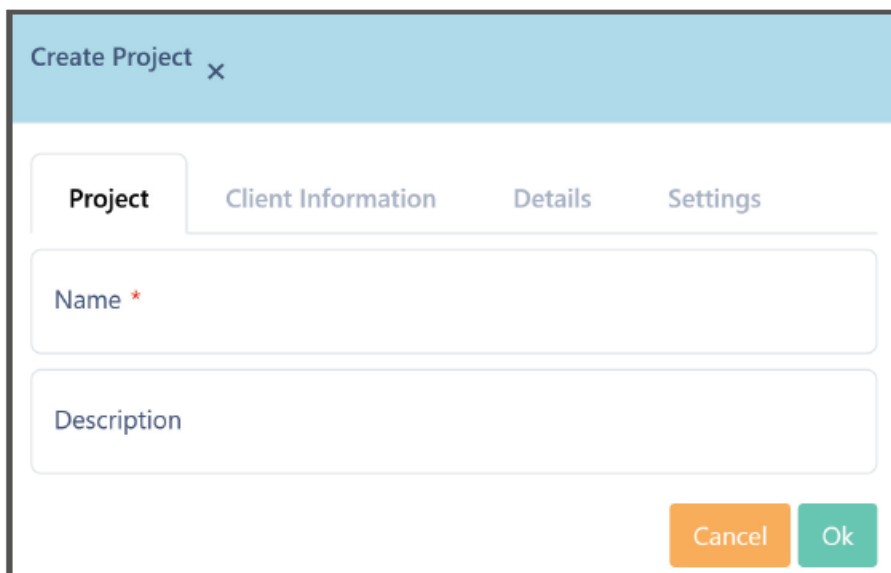 Create Project ×
Project Client Information Details Settings
Name *
Description
Cancel Ok